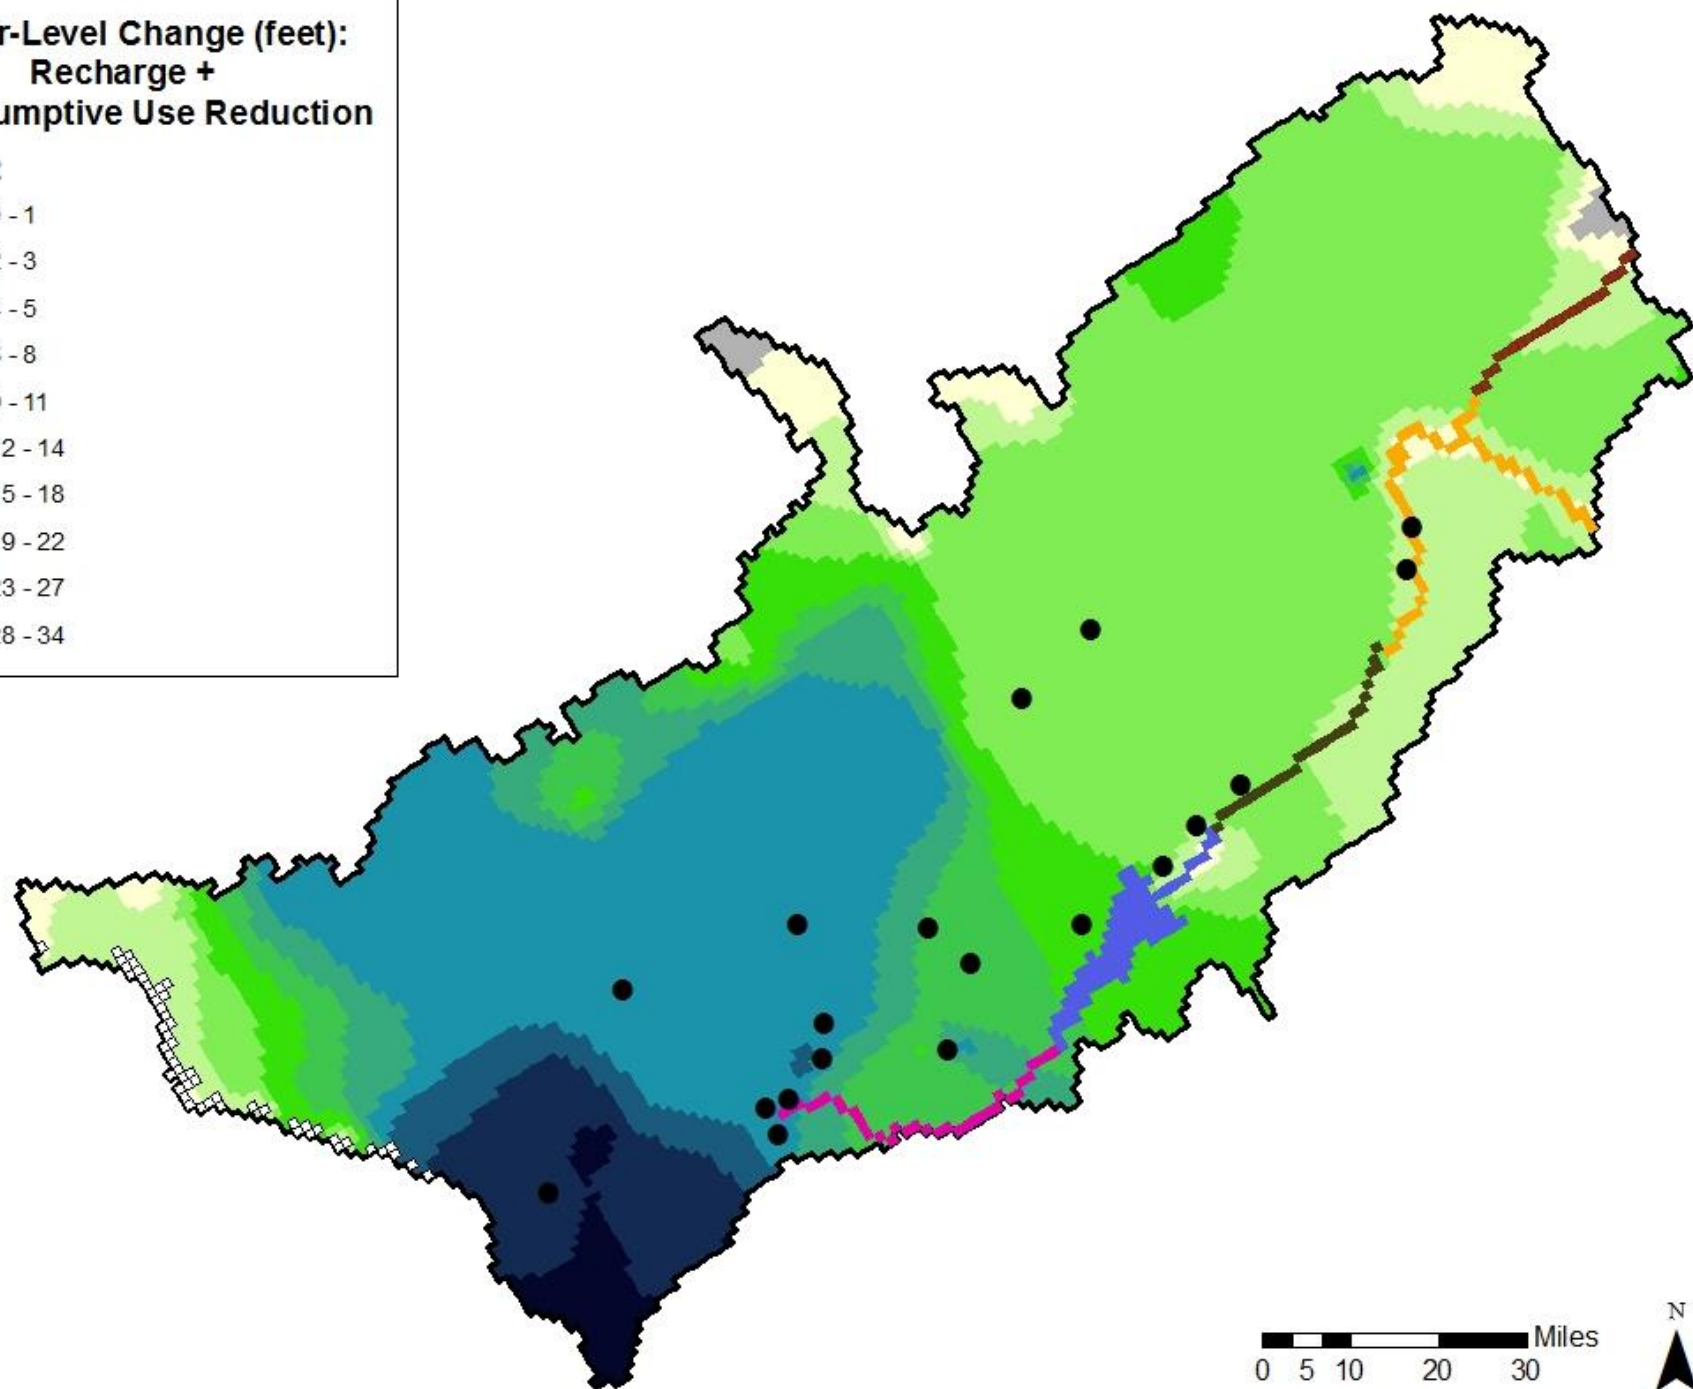 r-Level Change (feet):
Recharge +
umptive Use Reduction
- 1
- 3
- 5
- 8
- 11
2 - 14
5 - 18
9 - 22
3 - 27
8 - 34
Miles
0 5 10 20 30
N